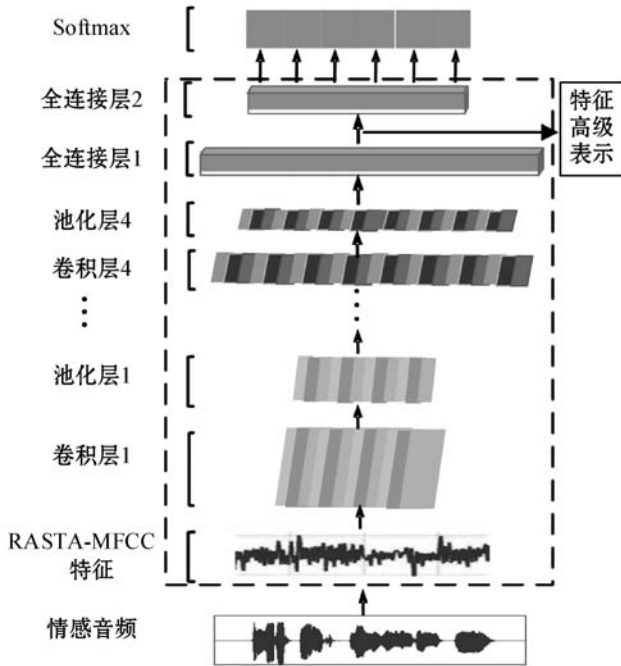 Softmax
全连接层2
特征
高级
表示
全连接层1
池化层4
卷积层4
池化层1
卷积层1
RASTA-MFCC
特征
情感音频